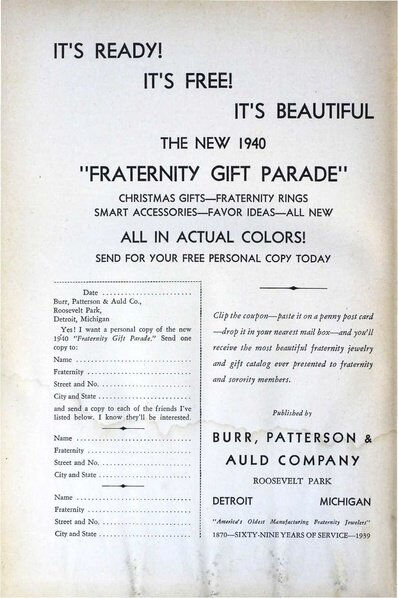 IT'S READY!
IT'S FREE!
IT'S BEAUTIFUL
THE NEW 1940
"FRATERNITY GIFT PARADE"
CHRISTMAS GIFTS—FRATERNITY RINGS
SMART ACCESSORIES—FAVOR IDEAS—ALL NEW
ALL IN ACTUAL COLORS!
SEND FOR YOUR FREE PERSONAL COPY TODAY
Date ......................
Burr, Patterson & Auld Co.,
Roosevelt Park,
Detroit, Michigan
Yes! I want a personal copy of the new
1940 "Fraternity Gift Parade." Send one
copy to:
Name ..............................
Fraternity ..............................
Street and No. ..............................
City and State ..............................
and send a copy to each of the friends I've
listed below. I know they'll be interested.
Name ..............................
Fraternity ..............................
Street and No. ..............................
City and State ..............................
Name ..............................
Fraternity ..............................
Street and No. ..............................
City and State ..............................
Clip the coupon—paste it on a penny post card
—drop it in your nearest mail box—and you'll
receive the most beautiful fraternity jewelry
and gift catalog ever presented to fraternity
and sorority members.
Published by
BURR, PATTERSON &
AULD COMPANY
ROOSEVELT PARK
DETROIT MICHIGAN
"America's Oldest Manufacturing Fraternity Jewelers"
1870—SIXTY-NINE YEARS OF SERVICE—1939